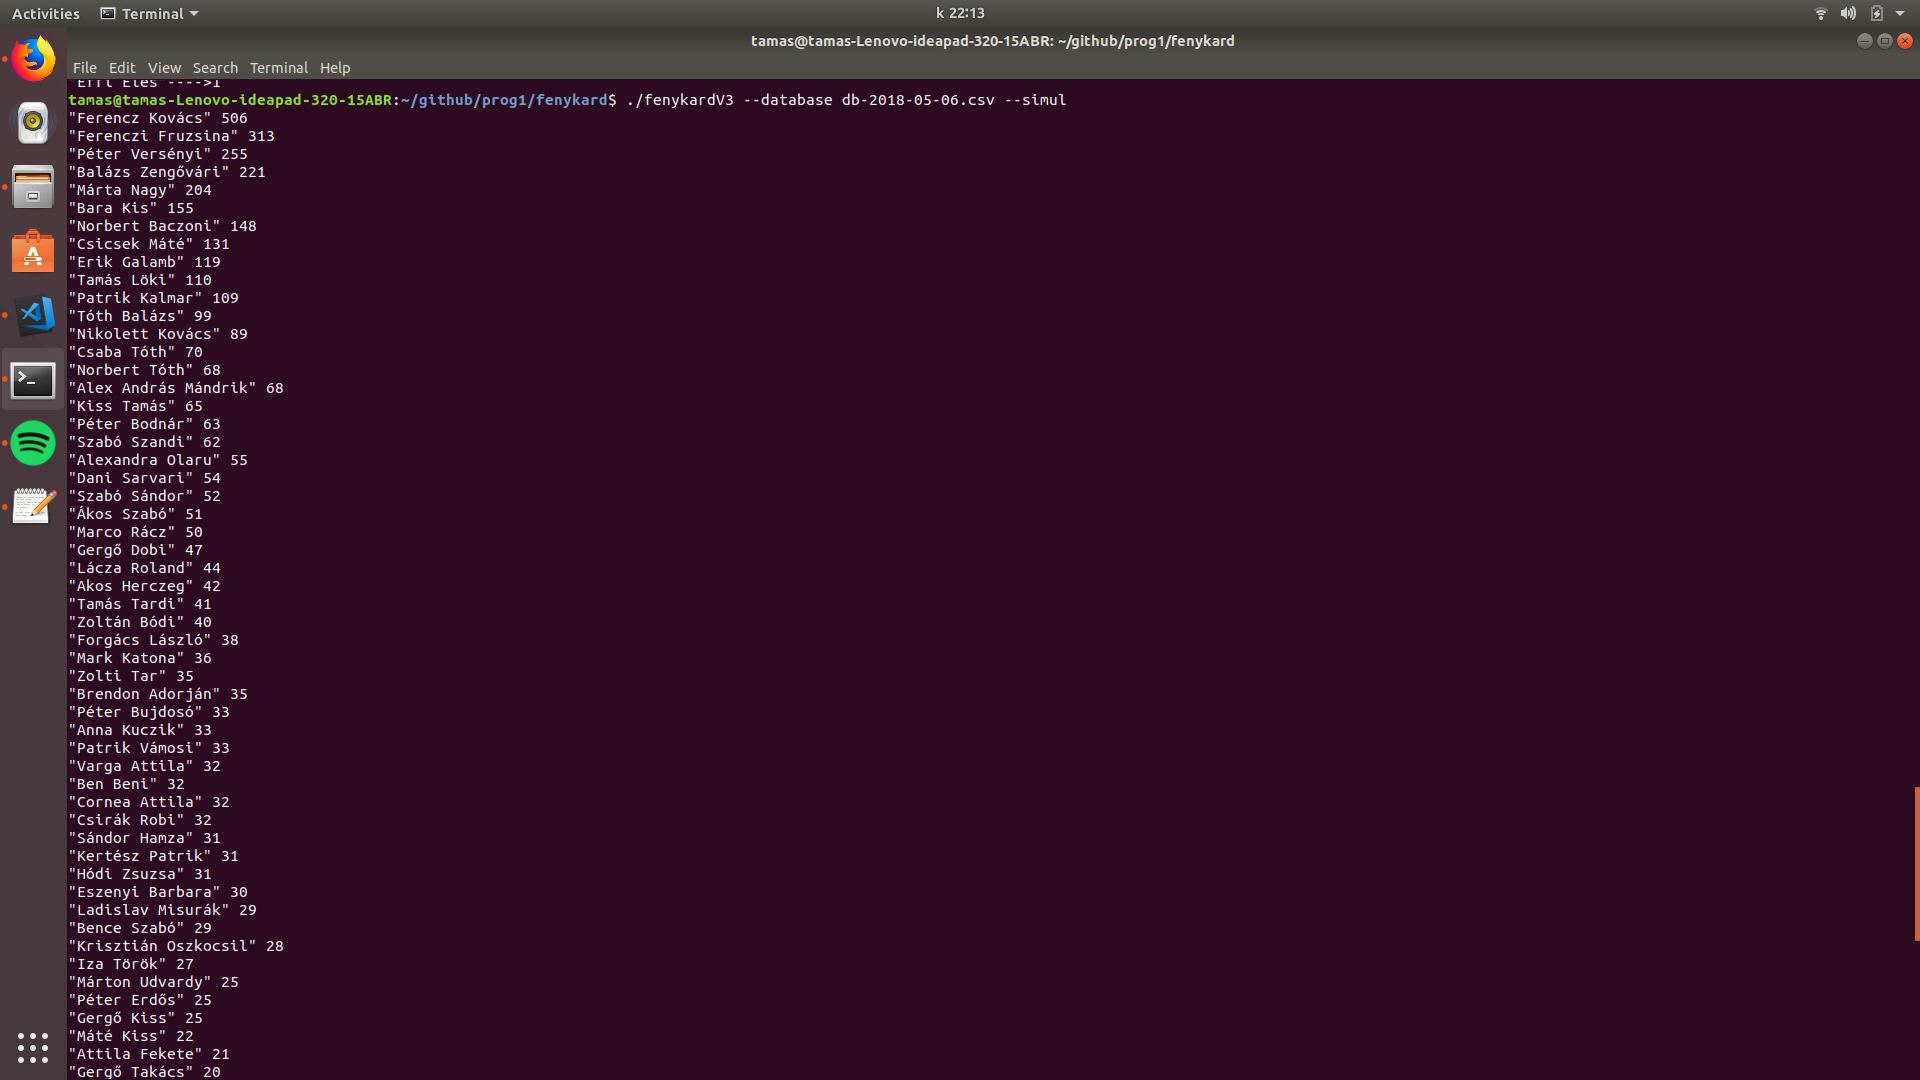 Activities Terminal k 22:13
tamas@tamas-Lenovo-ideapad-320-15ABR: ~/github/prog1/fenykard
File Edit View Search Terminal Help
"Effi Eles" ---->1
tamas@tamas-Lenovo-ideapad-320-15ABR:~/github/prog1/fenykard$ ./fenykardV3 --database db-2018-05-06.csv --simul
"Ferencz Kovács" 506
"Ferenczi Fruzsina" 313
"Péter Versényi" 255
"Balázs Zengővári" 221
"Márta Nagy" 204
"Bara Kis" 155
"Norbert Baczoni" 148
"Csicsek Máté" 131
"Erik Galamb" 119
"Tamás Löki" 110
"Patrik Kalmar" 109
"Tóth Balázs" 99
"Nikolett Kovács" 89
"Csaba Tóth" 70
"Norbert Tóth" 68
"Alex András Mándrik" 68
"Kiss Tamás" 65
"Péter Bodnár" 63
"Szabó Szandi" 62
"Alexandra Olaru" 55
"Dani Sarvari" 54
"Szabó Sándor" 52
"Ákos Szabó" 51
"Marco Rácz" 50
"Gergő Dobi" 47
"Lácza Roland" 44
"Akos Herczeg" 42
"Tamás Tardi" 41
"Zoltán Bódi" 40
"Forgács László" 38
"Mark Katona" 36
"Zolti Tar" 35
"Brendon Adorján" 35
"Péter Bujdosó" 33
"Anna Kuczik" 33
"Patrik Vámosi" 33
"Varga Attila" 32
"Ben Beni" 32
"Cornea Attila" 32
"Csirák Robi" 32
"Sándor Hamza" 31
"Kertész Patrik" 31
"Hódi Zsuzsa" 31
"Eszenyi Barbara" 30
"Ladislav Misurák" 29
"Bence Szabó" 29
"Krisztián Oszkocsil" 28
"Iza Török" 27
"Márton Udvardy" 25
"Péter Erdős" 25
"Gergő Kiss" 25
"Máté Kiss" 22
"Attila Fekete" 21
"Gergő Takács" 20